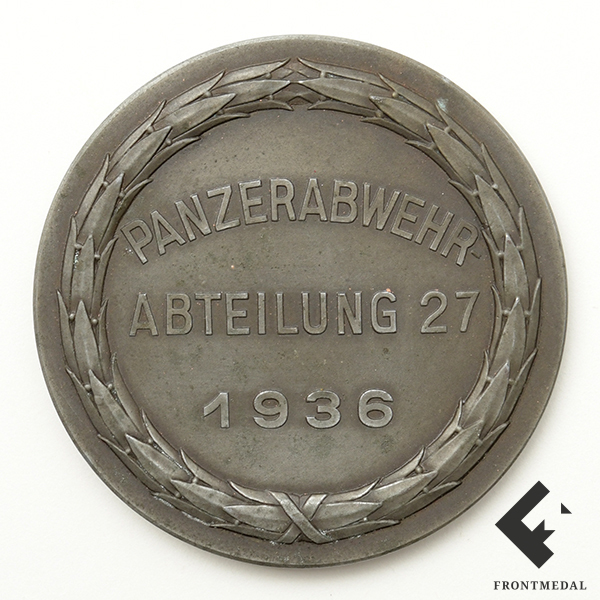 PANZERABWEHR-
ABTEILUNG 27
1936
FRONTMEDAL